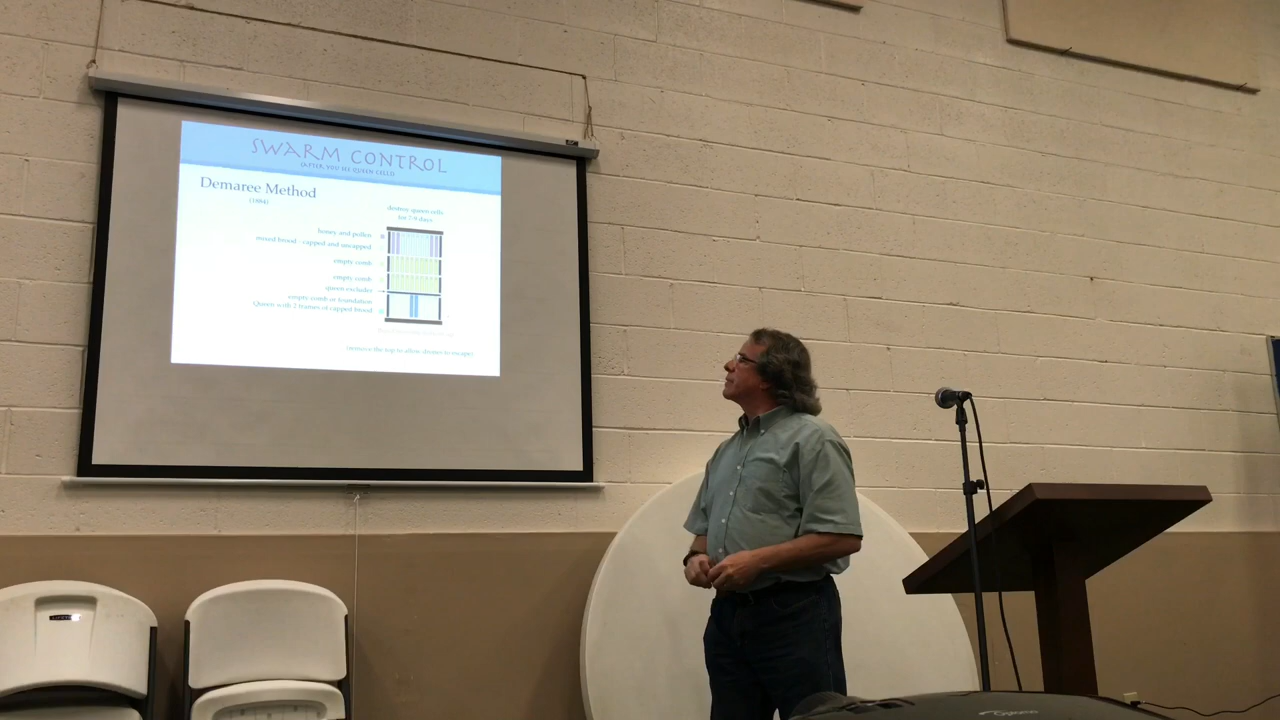 SWARM CONTROL
(AFTER YOU SEE QUEEN CELLS)
Demaree Method
(1884)
destroy queen cells
for 7-9 days
honey and pollen
mixed brood - capped and uncapped
empty comb
empty comb
queen excluder
empty comb or foundation
Queen with 2 frames of capped brood
(remove the top to allow drones to escape)